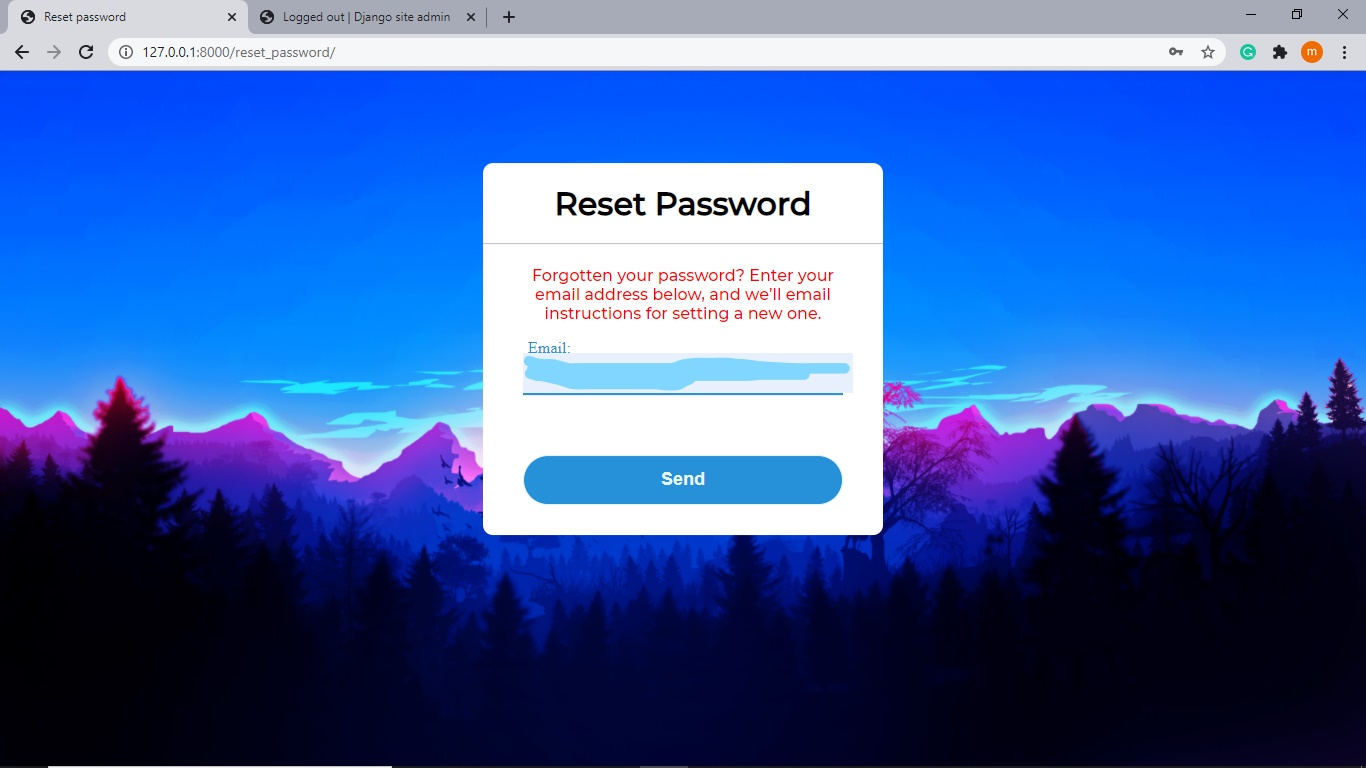 Reset password
Logged out | Django site admin
127.0.0.1:8000/reset_password/
m
Reset Password
Forgotten your password? Enter your
email address below, and we'll email
instructions for setting a new one.
Email:
Send